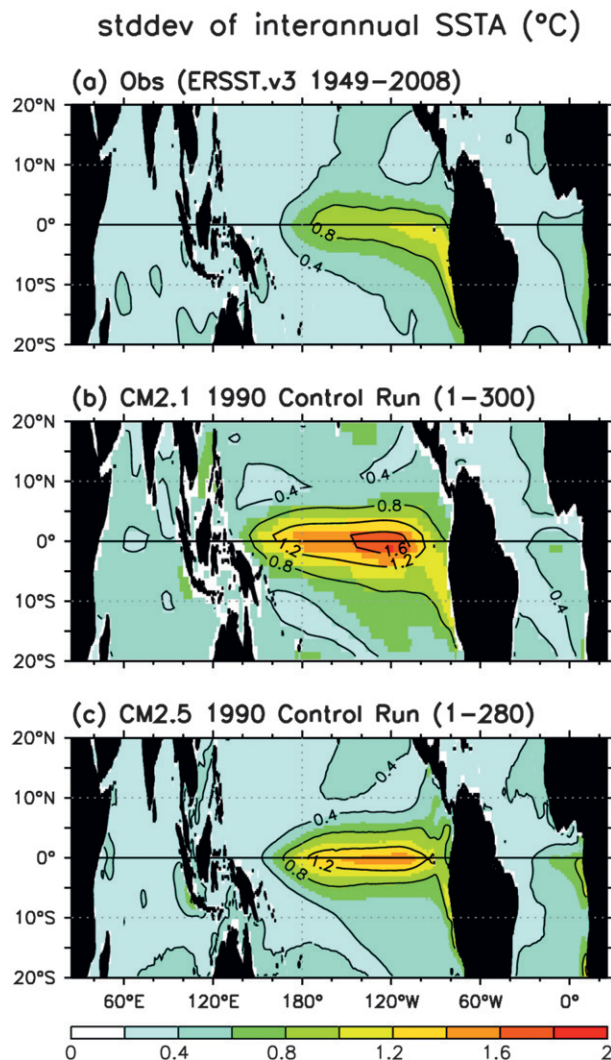 stddev of interannual SSTA (°C)
(a) Obs (ERSST.v3 1949–2008)
20°N
10°N
0°
10°S
20°S
0.8
0.4
(b) CM2.1 1990 Control Run (1–300)
20°N
10°N
0°
10°S
20°S
0.4
0.8
1.2
1.6
1.2
0.8
0.4
0.4
(c) CM2.5 1990 Control Run (1–280)
20°N
10°N
0°
10°S
20°S
0.4
0.4
1.2
0.8
60°E 120°E 180° 120°W 60°W 0°
0 0.4 0.8 1.2 1.6 2